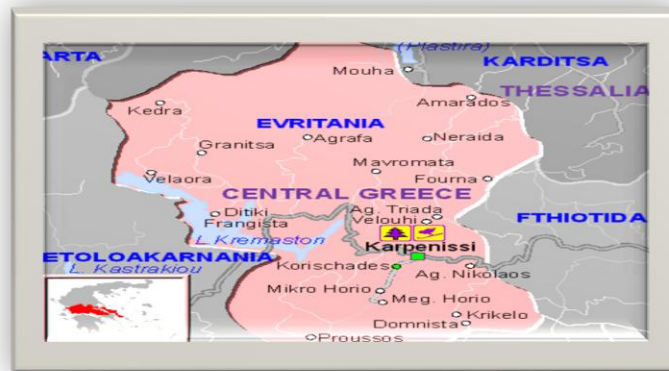 ARTA
(Plastira)
KARDITSA
Mouha
THESSALIA
Kedra
Amarados
EVRITANIA
Granitsa
Agrafa
Neraida
Mavromata
Velaora
Fourna
CENTRAL GREECE
Ditiki
Frangista
Ag. Triada
Velouhi
FTHIOTIDA
L. Kremaston
Karpenissi
ETOLOAKARNANIA
L. Kastrakiou
Korischades
Ag. Nikolaos
Mikro Horio
Meg. Horio
Krikelo
Domnista
Proussos